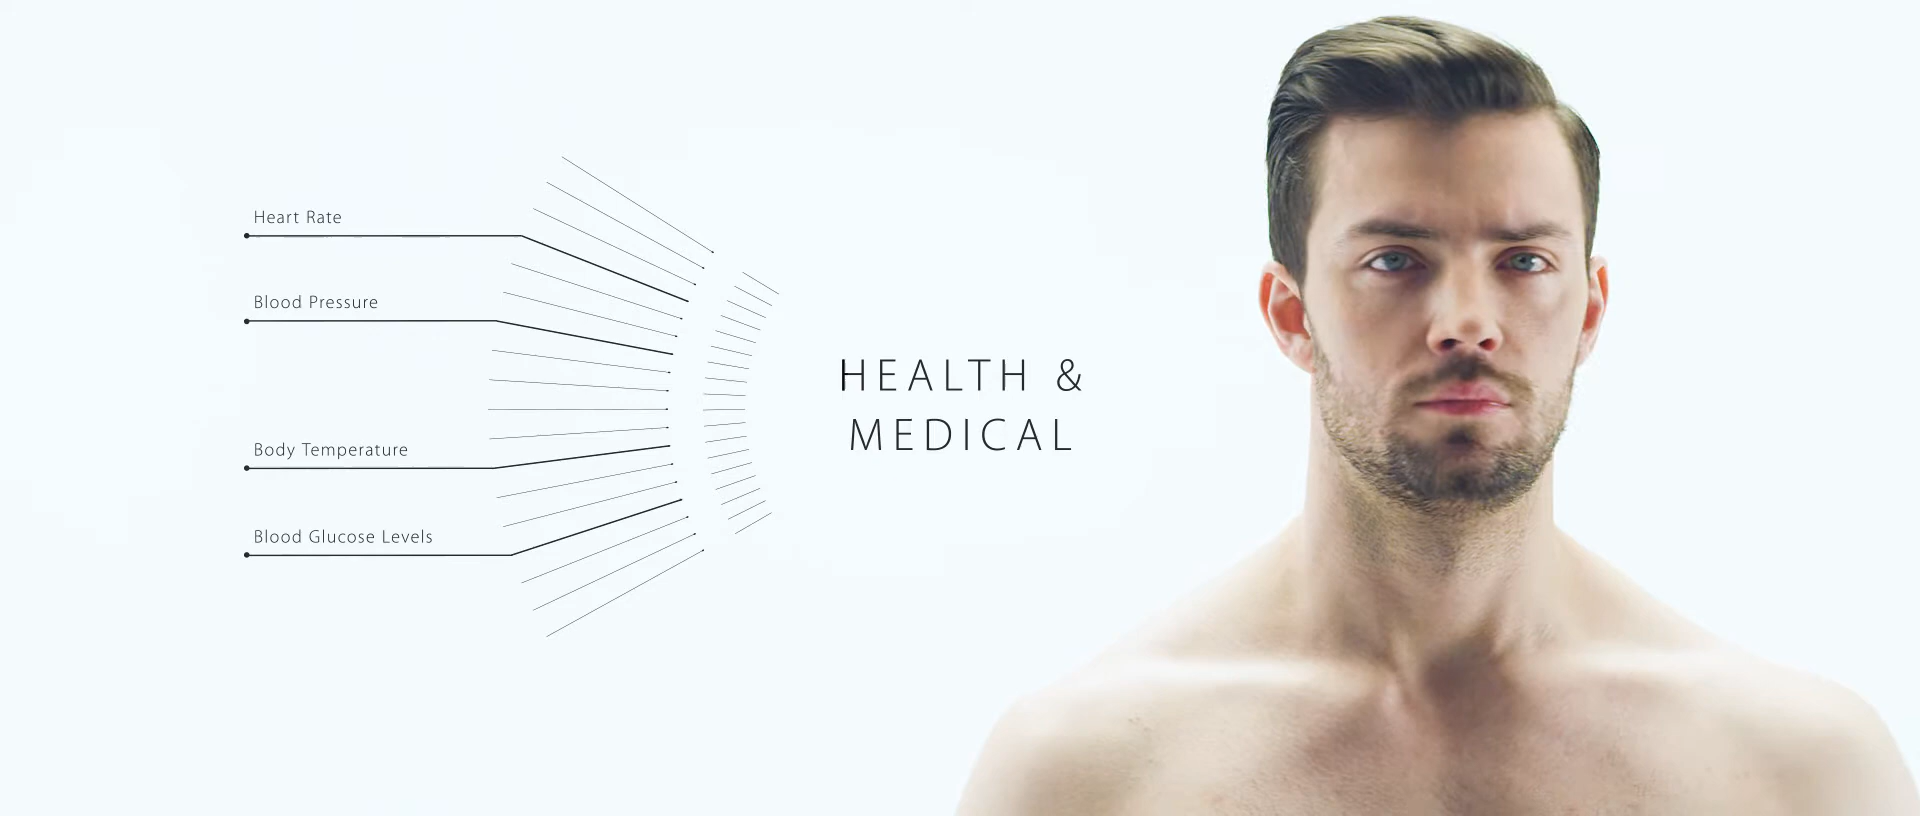 Heart Rate
Blood Pressure
Body Temperature
Blood Glucose Levels
HEALTH &
MEDICAL